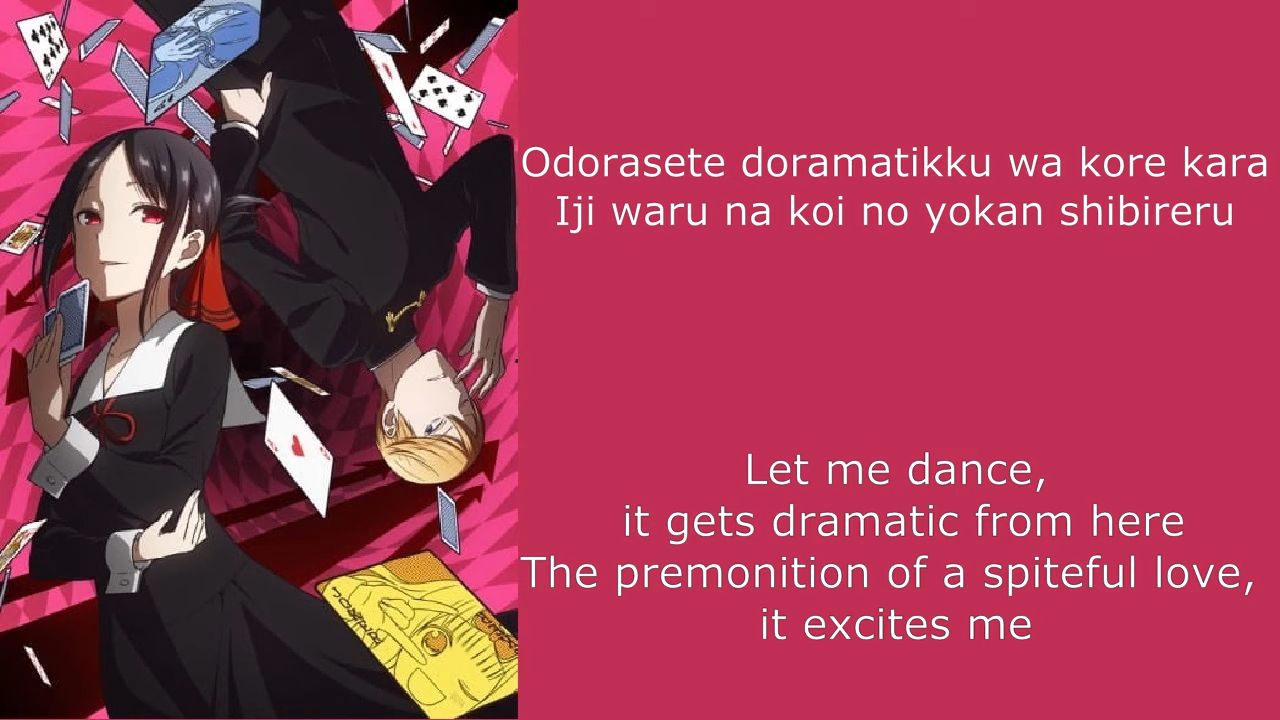 Odorasete doramatikku wa kore kara
Iji waru na koi no yokan shibireru
Let me dance,
it gets dramatic from here
The premonition of a spiteful love,
it excites me